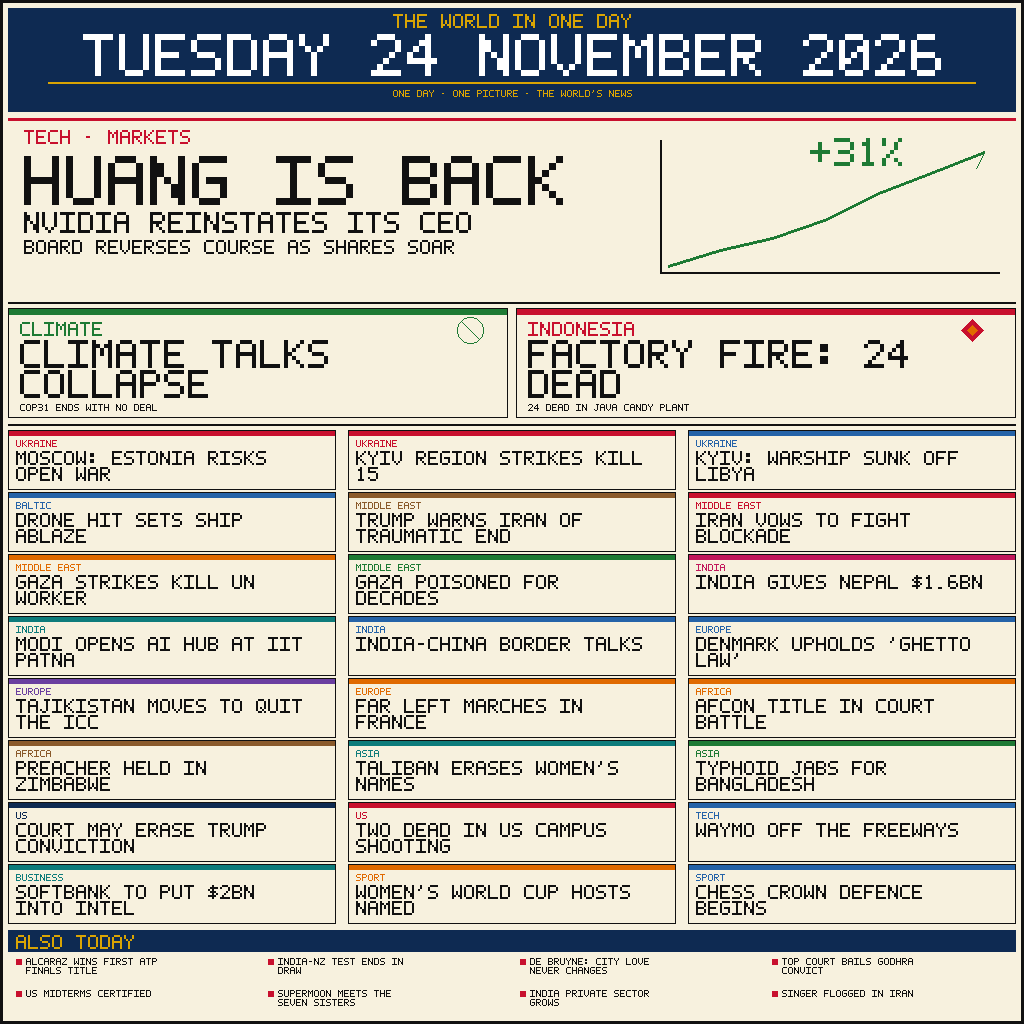 THE WORLD IN ONE DAY
TUESDAY 24 NOVEMBER 2026
ONE DAY · ONE PICTURE · THE WORLD'S NEWS
TECH · MARKETS
HUANG IS BACK
NVIDIA REINSTATES ITS CEO
BOARD REVERSES COURSE AS SHARES SOAR
+31%
CLIMATE
CLIMATE TALKS
COLLAPSE
COP31 ENDS WITH NO DEAL
INDONESIA
FACTORY FIRE: 24
DEAD
24 DEAD IN JAVA CANDY PLANT
UKRAINE
MOSCOW: ESTONIA RISKS
OPEN WAR
UKRAINE
KYIV REGION STRIKES KILL
15
UKRAINE
KYIV: WARSHIP SUNK OFF
LIBYA
BALTIC
DRONE HIT SETS SHIP
ABLAZE
MIDDLE EAST
TRUMP WARNS IRAN OF
TRAUMATIC END
MIDDLE EAST
IRAN VOWS TO FIGHT
BLOCKADE
MIDDLE EAST
GAZA STRIKES KILL UN
WORKER
MIDDLE EAST
GAZA POISONED FOR
DECADES
INDIA
INDIA GIVES NEPAL $1.6BN
INDIA
MODI OPENS AI HUB AT IIT
PATNA
INDIA
INDIA-CHINA BORDER TALKS
EUROPE
DENMARK UPHOLDS 'GHETTO
LAW'
EUROPE
TAJIKISTAN MOVES TO QUIT
THE ICC
EUROPE
FAR LEFT MARCHES IN
FRANCE
AFRICA
AFCON TITLE IN COURT
BATTLE
AFRICA
PREACHER HELD IN
ZIMBABWE
ASIA
TALIBAN ERASES WOMEN'S
NAMES
ASIA
TYPHOID JABS FOR
BANGLADESH
US
COURT MAY ERASE TRUMP
CONVICTION
US
TWO DEAD IN US CAMPUS
SHOOTING
TECH
WAYMO OFF THE FREEWAYS
BUSINESS
SOFTBANK TO PUT $2BN
INTO INTEL
SPORT
WOMEN'S WORLD CUP HOSTS
NAMED
SPORT
CHESS CROWN DEFENCE
BEGINS
ALSO TODAY
ALCARAZ WINS FIRST ATP
FINALS TITLE
INDIA-NZ TEST ENDS IN
DRAW
DE BRUYNE: CITY LOVE
NEVER CHANGES
TOP COURT BAILS GODHRA
CONVICT
US MIDTERMS CERTIFIED
SUPERMOON MEETS THE
SEVEN SISTERS
INDIA PRIVATE SECTOR
GROWS
SINGER FLOGGED IN IRAN